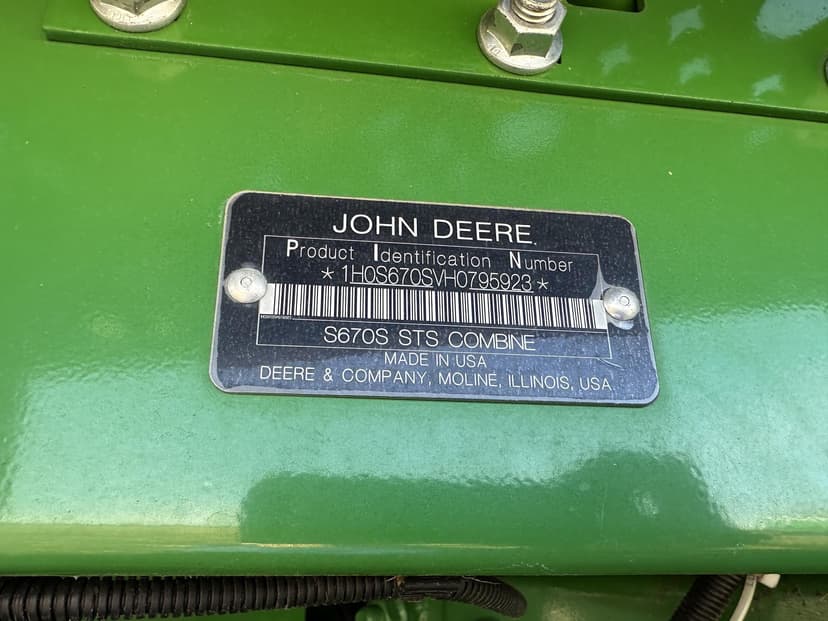 JOHN DEERE
Product Identification Number
*1H0S670SVH0795923*
S670S STS COMBINE
MADE IN USA
DEERE & COMPANY, MOLINE, ILLINOIS, USA